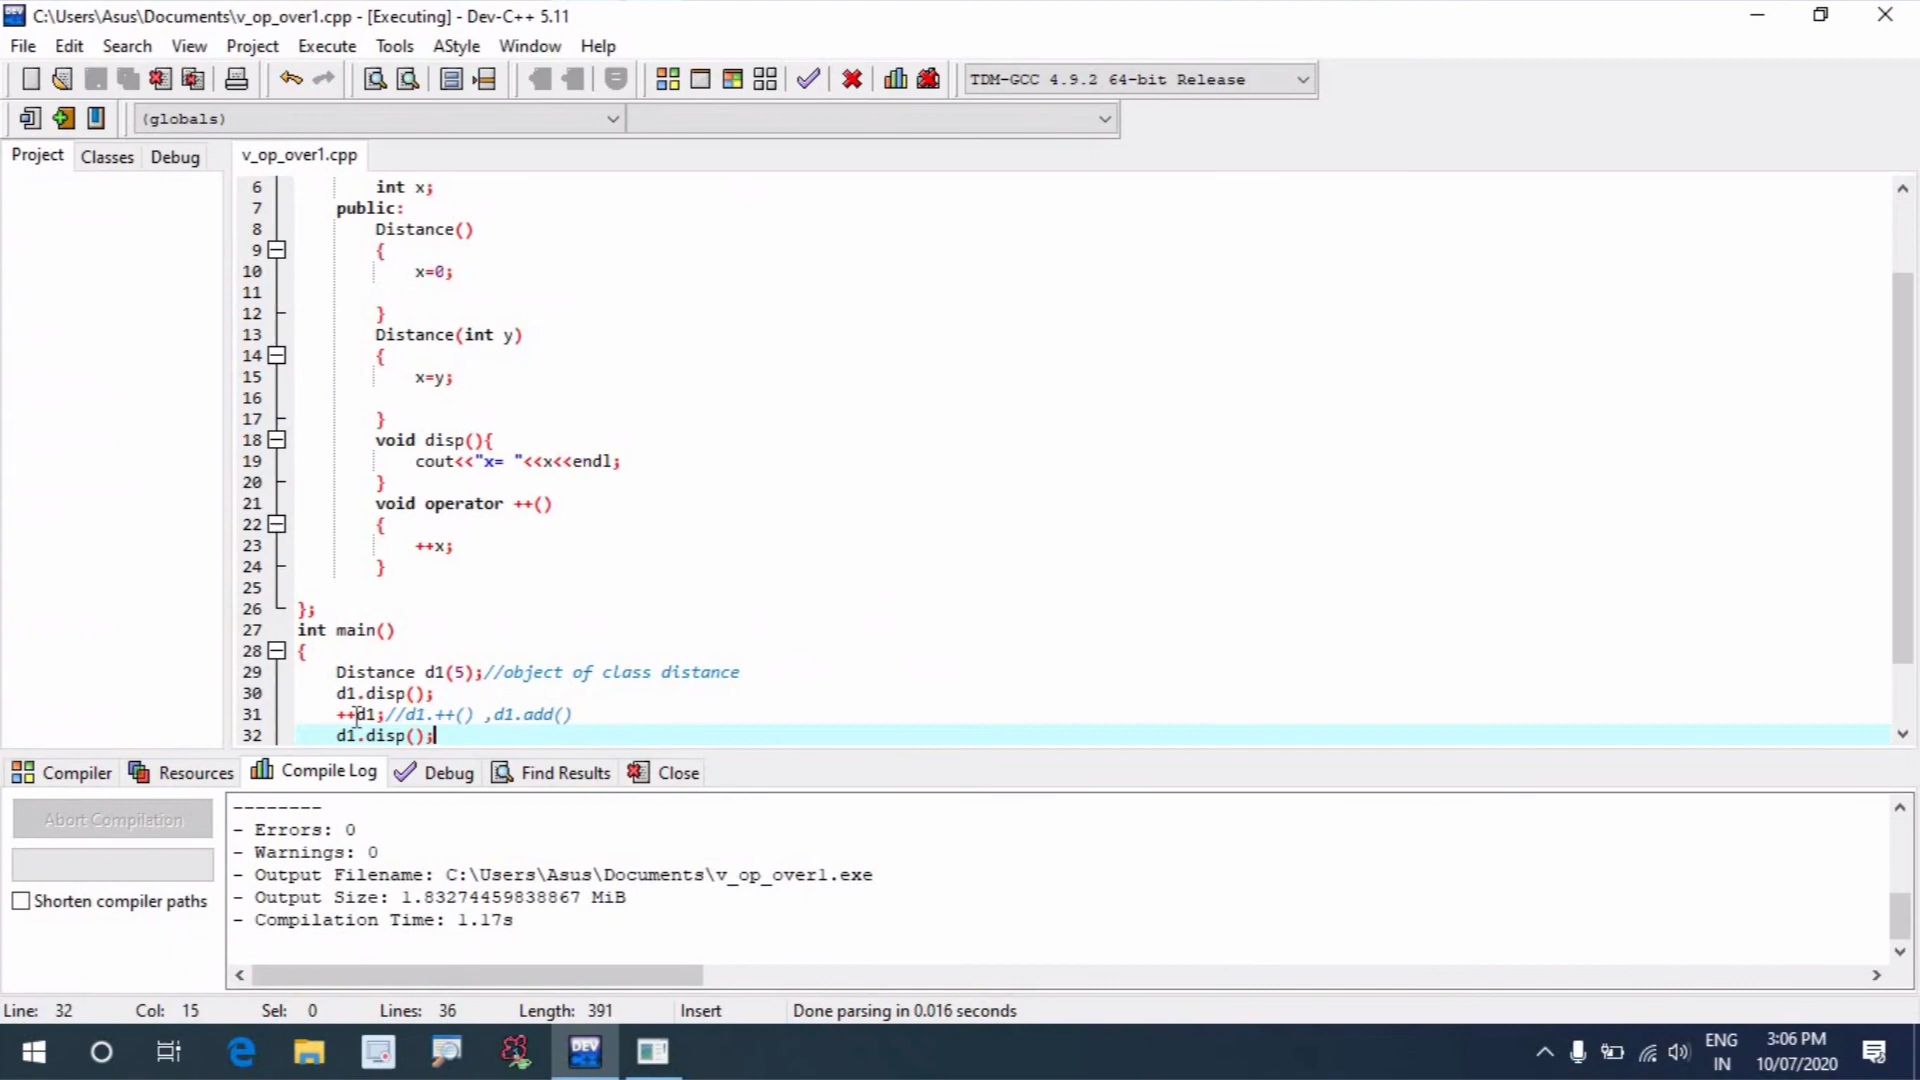 C:\Users\Asus\Documents\v_op_over1.cpp - [Executing] - Dev-C++ 5.11
File Edit Search View Project Execute Tools AStyle Window Help
TDM-GCC 4.9.2 64-bit Release
(globals)
Project Classes Debug v_op_over1.cpp
6 int x;
7 public:
8 Distance()
9 {
10 x=0;
11
12 }
13 Distance(int y)
14 {
15 x=y;
16
17 }
18 void disp(){
19 cout<<"x= "<<x<<endl;
20 }
21 void operator ++()
22 {
23 ++x;
24 }
25
26 };
27 int main()
28 {
29 Distance d1(5);//object of class distance
30 d1.disp();
31 ++d1;//d1.++() ,d1.add()
32 d1.disp();
Compiler Resources Compile Log Debug Find Results Close
Abort Compilation
Shorten compiler paths
--------
- Errors: 0
- Warnings: 0
- Output Filename: C:\Users\Asus\Documents\v_op_over1.exe
- Output Size: 1.83274459838867 MiB
- Compilation Time: 1.17s
Line: 32 Col: 15 Sel: 0 Lines: 36 Length: 391 Insert Done parsing in 0.016 seconds
DEV C++
ENG 3:06 PM
IN 10/07/2020